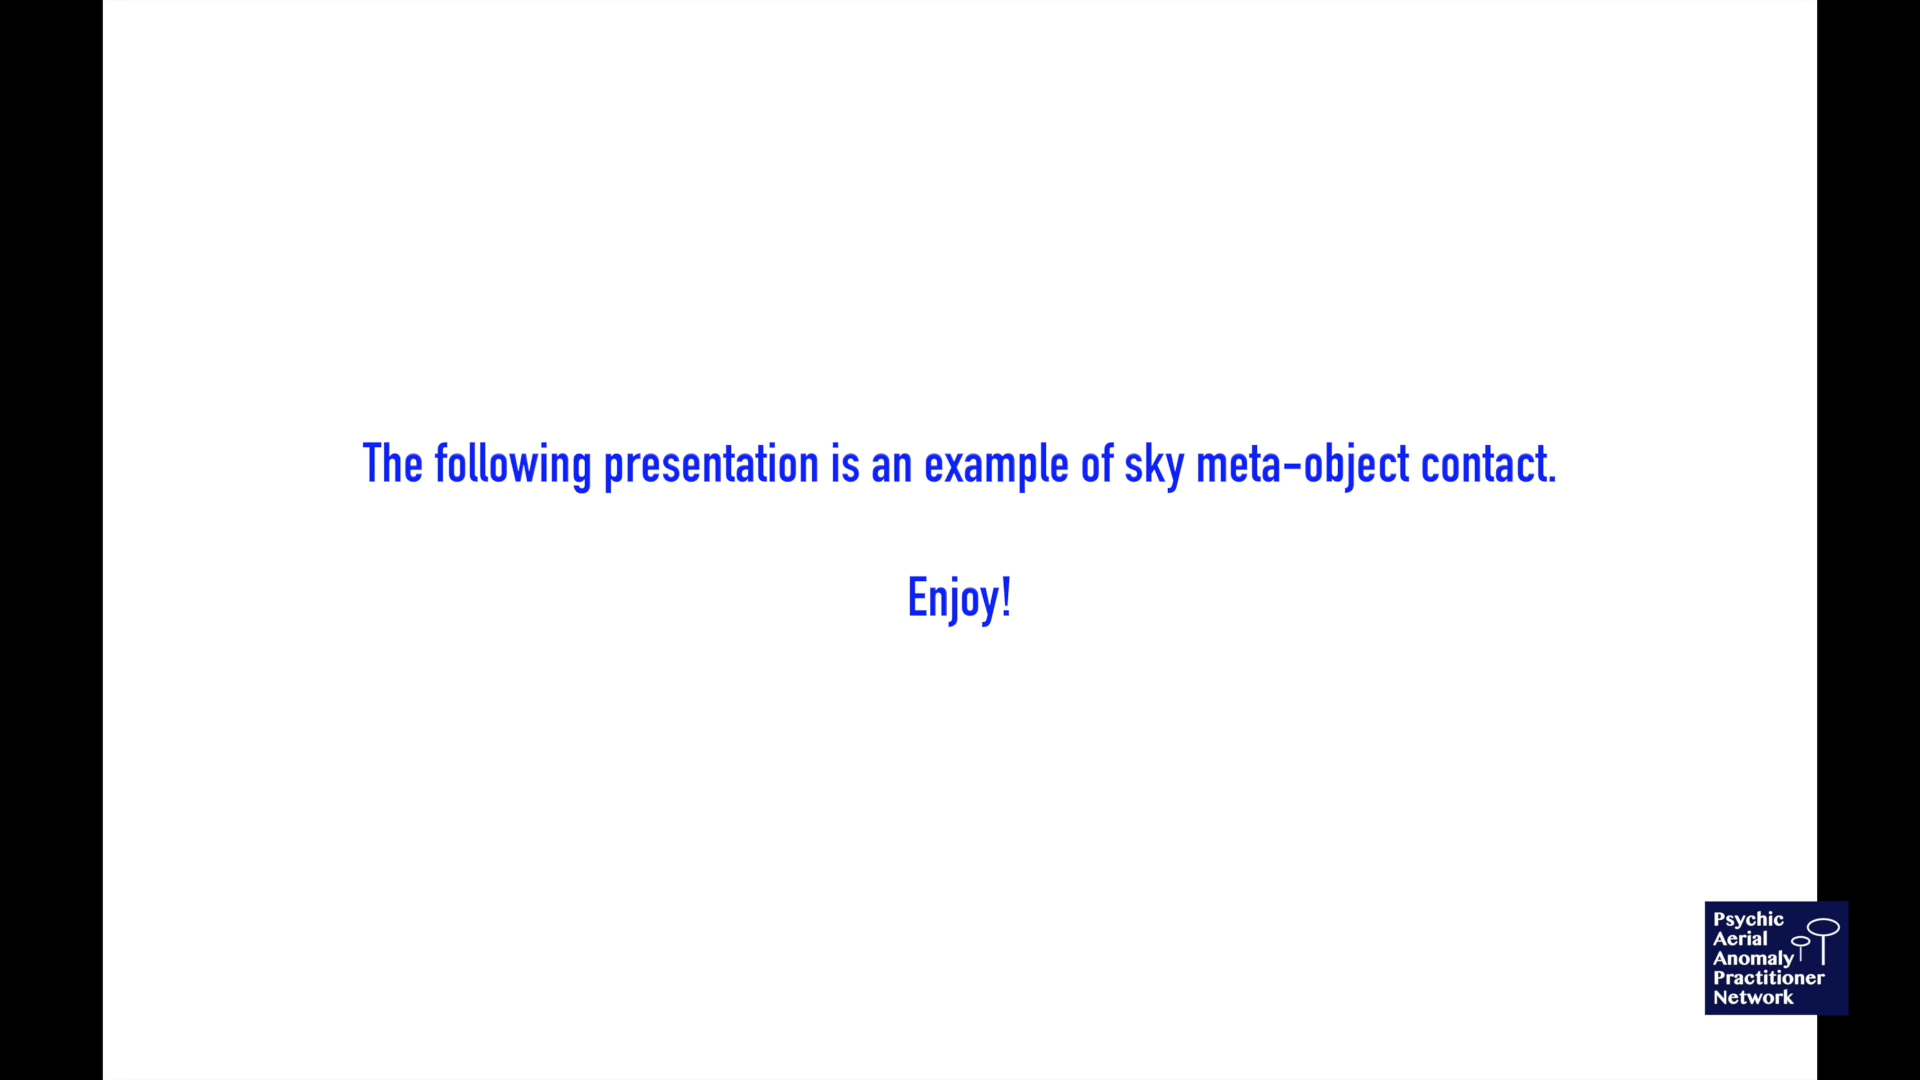 The following presentation is an example of sky meta-object contact.
Enjoy!
Psychic
Aerial
Anomaly
Practitioner
Network